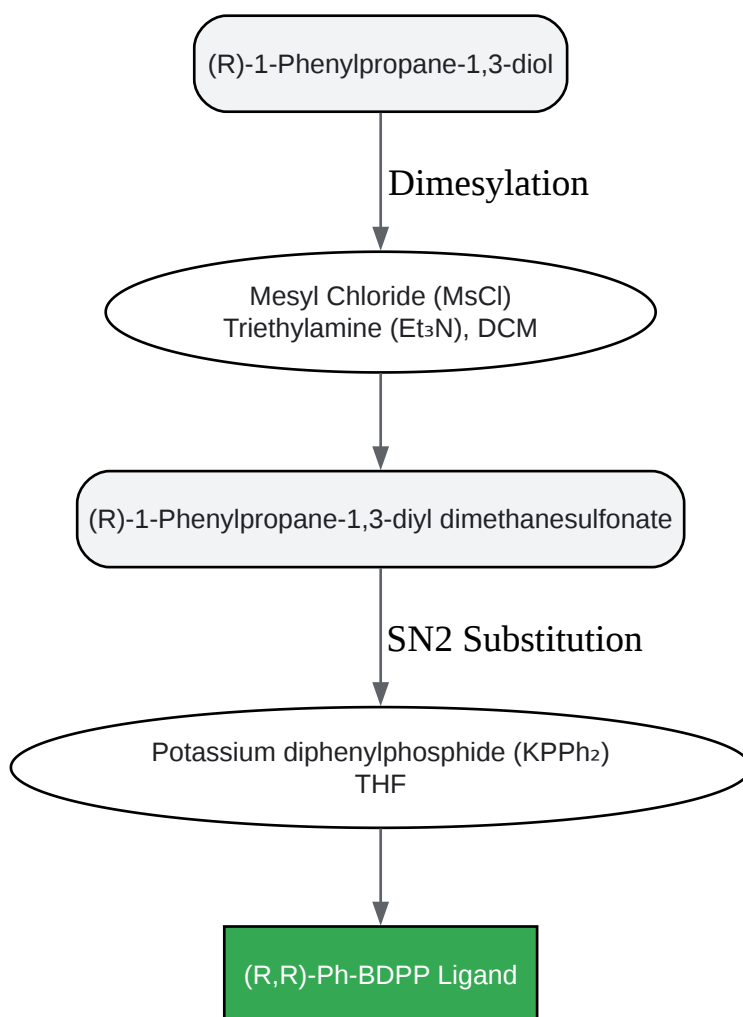 (R)-1-Phenylpropane-1,3-diol
Dimesylation
Mesyl Chloride (MsCl)
Triethylamine (Et₃N), DCM
(R)-1-Phenylpropane-1,3-diyl dimethanesulfonate
SN2 Substitution
Potassium diphenylphosphide (KPPh₂)
THF
(R,R)-Ph-BDPP Ligand